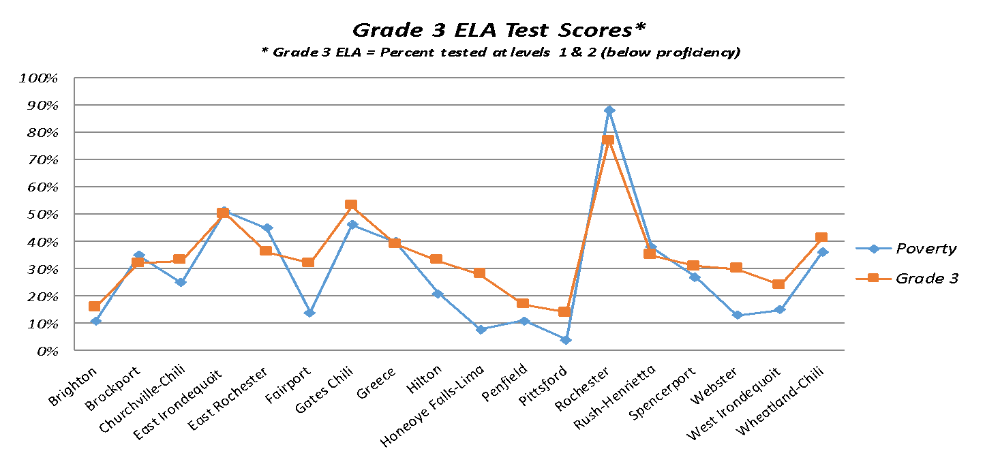 Grade 3 ELA Test Scores*
* Grade 3 ELA = Percent tested at levels 1 & 2 (below proficiency)
100%
90%
80%
70%
60%
50%
40%
30%
20%
10%
0%
Brighton
Brockport
Churchville-Chili
East Irondequoit
East Rochester
Fairport
Gates Chili
Greece
Hilton
Honeoye Falls-Lima
Penfield
Pittsford
Rochester
Rush-Henrietta
Spencerport
Webster
West Irondequoit
Wheatland-Chili
Poverty
Grade 3